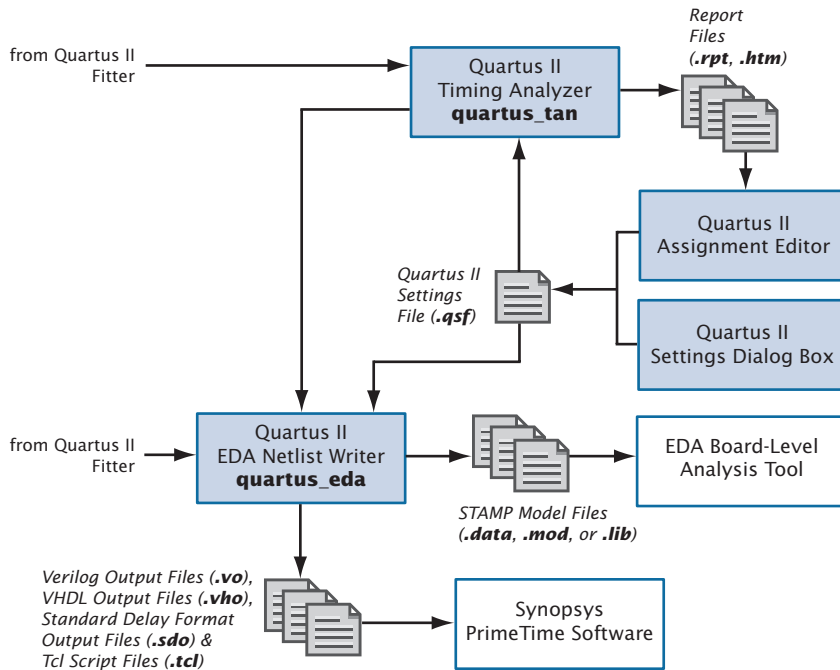 Report
Files
(.rpt, .htm)
from Quartus II
Fitter
Quartus II
Timing Analyzer
quartus_tan
Quartus II
Assignment Editor
Quartus II
Settings
File (.qsf)
Quartus II
Settings Dialog Box
from Quartus II
Fitter
Quartus II
EDA Netlist Writer
quartus_eda
EDA Board-Level
Analysis Tool
STAMP Model Files
(.data, .mod, or .lib)
Verilog Output Files (.vo),
VHDL Output Files (.vho),
Standard Delay Format
Output Files (.sdo) &
Tcl Script Files (.tcl)
Synopsys
PrimeTime Software